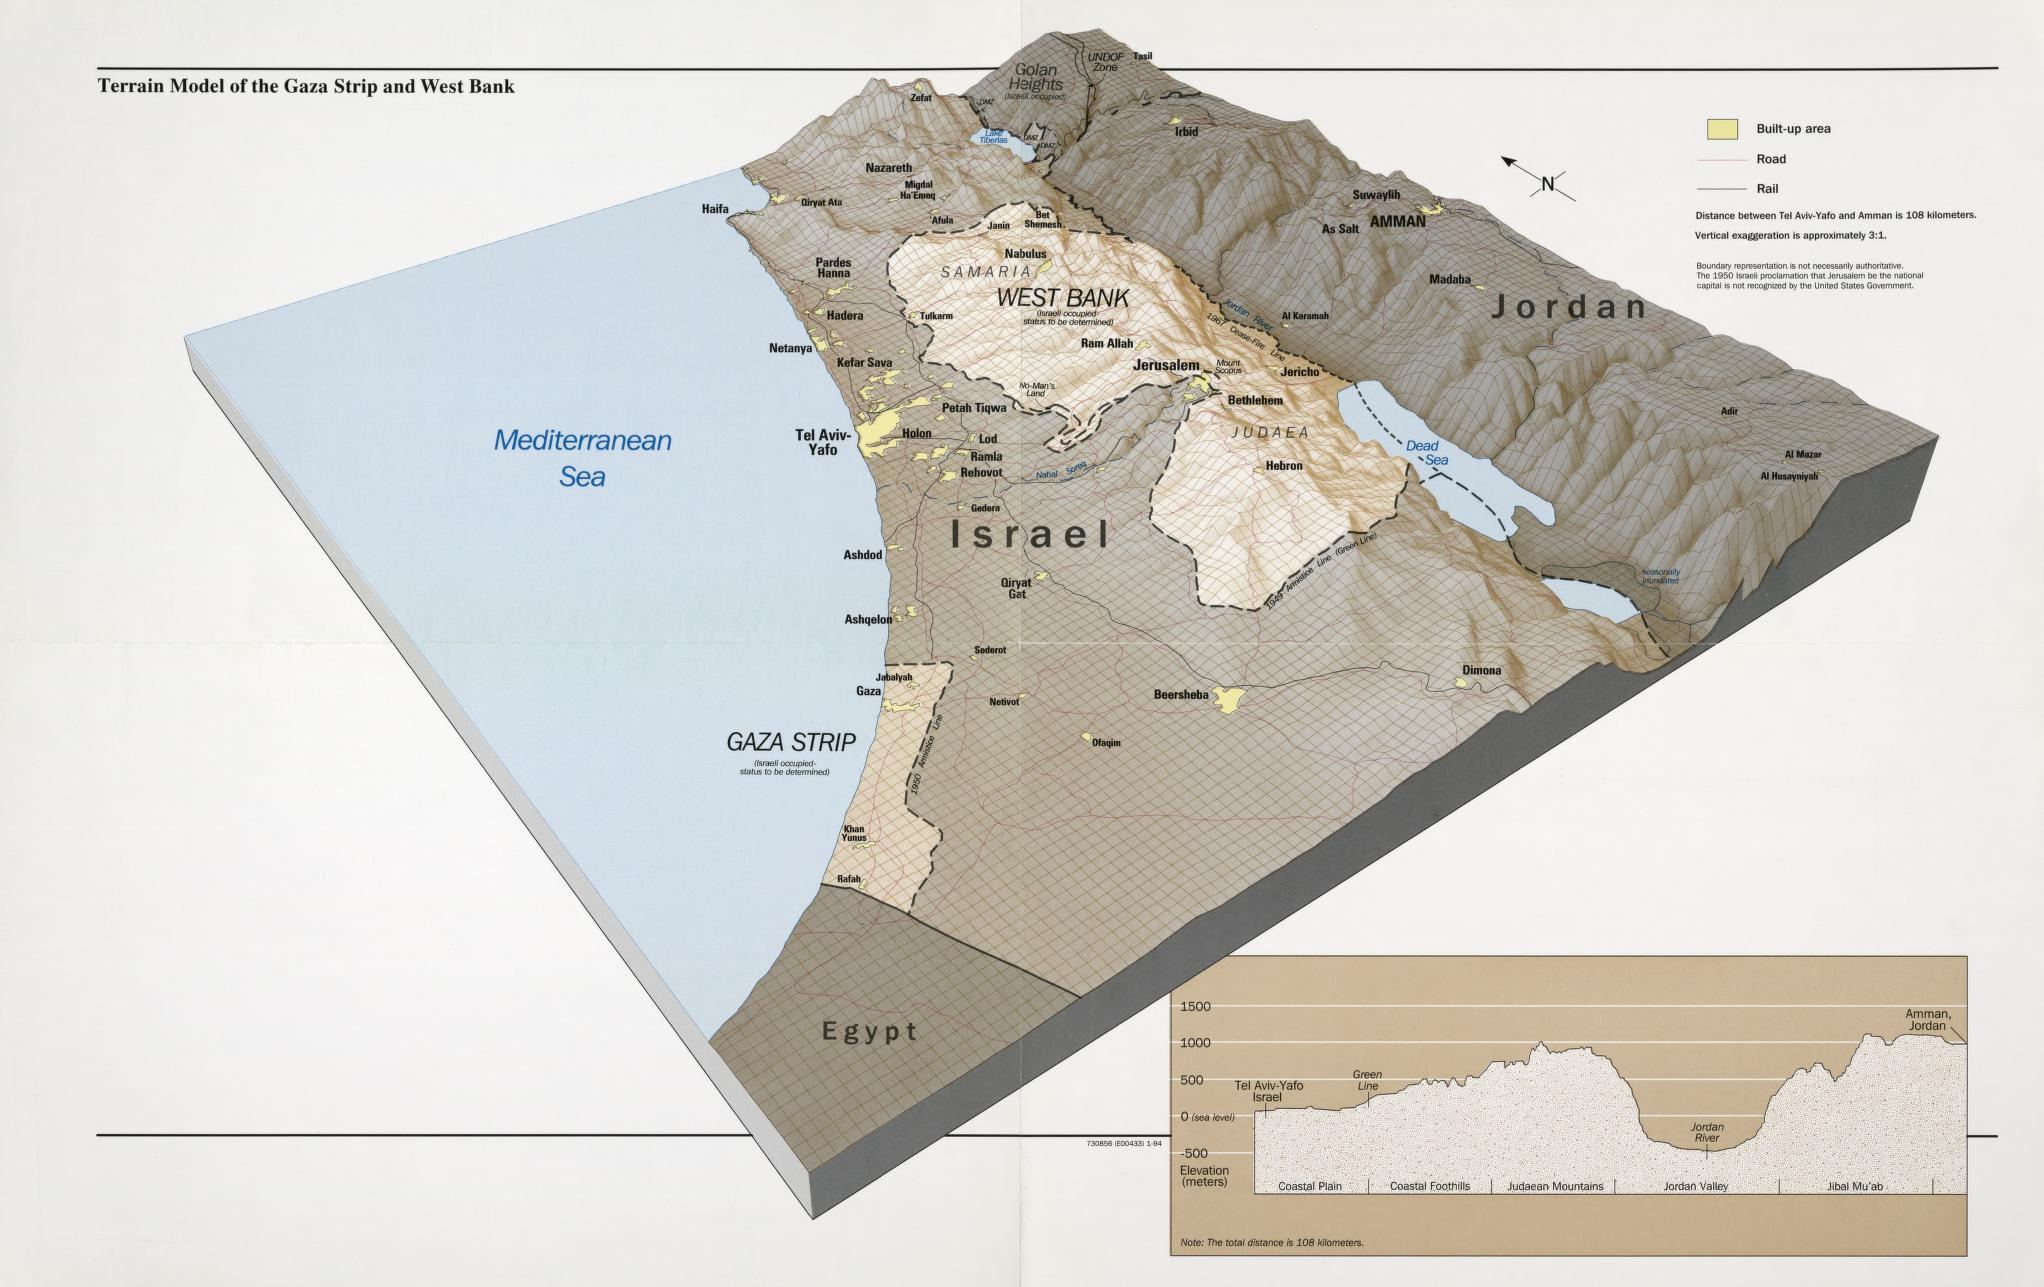 Terrain Model of the Gaza Strip and West Bank
Built-up area
Road
Rail
N
Distance between Tel Aviv-Yafo and Amman is 108 kilometers.
Vertical exaggeration is approximately 3:1.
Boundary representation is not necessarily authoritative.
The 1950 Israeli proclamation that Jerusalem be the national
capital is not recognized by the United States Government.
Golan
Heights
(Israeli occupied)
UNDOF
Zone
Tasil
Zefat
DMZ
Lake
Tiberias
DMZ
DMZ
Irbid
Nazareth
Migdal
Ha'Emeq
Haifa
Qiryat Ata
'Afula
Janin
Bet
Shemesh
Suwaylih
AMMAN
As Salt
Nabulus
SAMARIA
Pardes
Hanna
WEST BANK
(Israeli occupied-
status to be determined)
Madaba
Jordan
Jordan River
1967 Cease-Fire Line
Al Karamah
Hadera
Tulkarm
Netanya
Ram Allah
Kefar Sava
Jerusalem
Mount
Scopus
Jericho
No-Man's
Land
Bethlehem
Petah Tiqwa
Adir
Mediterranean
Sea
Tel Aviv-
Yafo
Holon
Lod
JUDAEA
Dead
Sea
Ramla
Al Mazar
Rehovot
Nahal Soreq
Hebron
Al Husayniyah
Gedera
Israel
Ashdod
1949 Armistice Line (Green Line)
Qiryat
Gat
seasonally
inundated
Ashqelon
Sederot
Jabalyah
Gaza
Netivot
Beersheba
Dimona
GAZA STRIP
(Israeli occupied-
status to be determined)
1950 Armistice Line
Ofaqim
Khan
Yunus
Rafah
Egypt
1500
1000
500
0 (sea level)
-500
Elevation
(meters)
Tel Aviv-Yafo
Israel
Green
Line
Jordan
River
Amman,
Jordan
Coastal Plain
Coastal Foothills
Judaean Mountains
Jordan Valley
Jibal Mu'ab
Note: The total distance is 108 kilometers.
730856 (E00433) 1-94